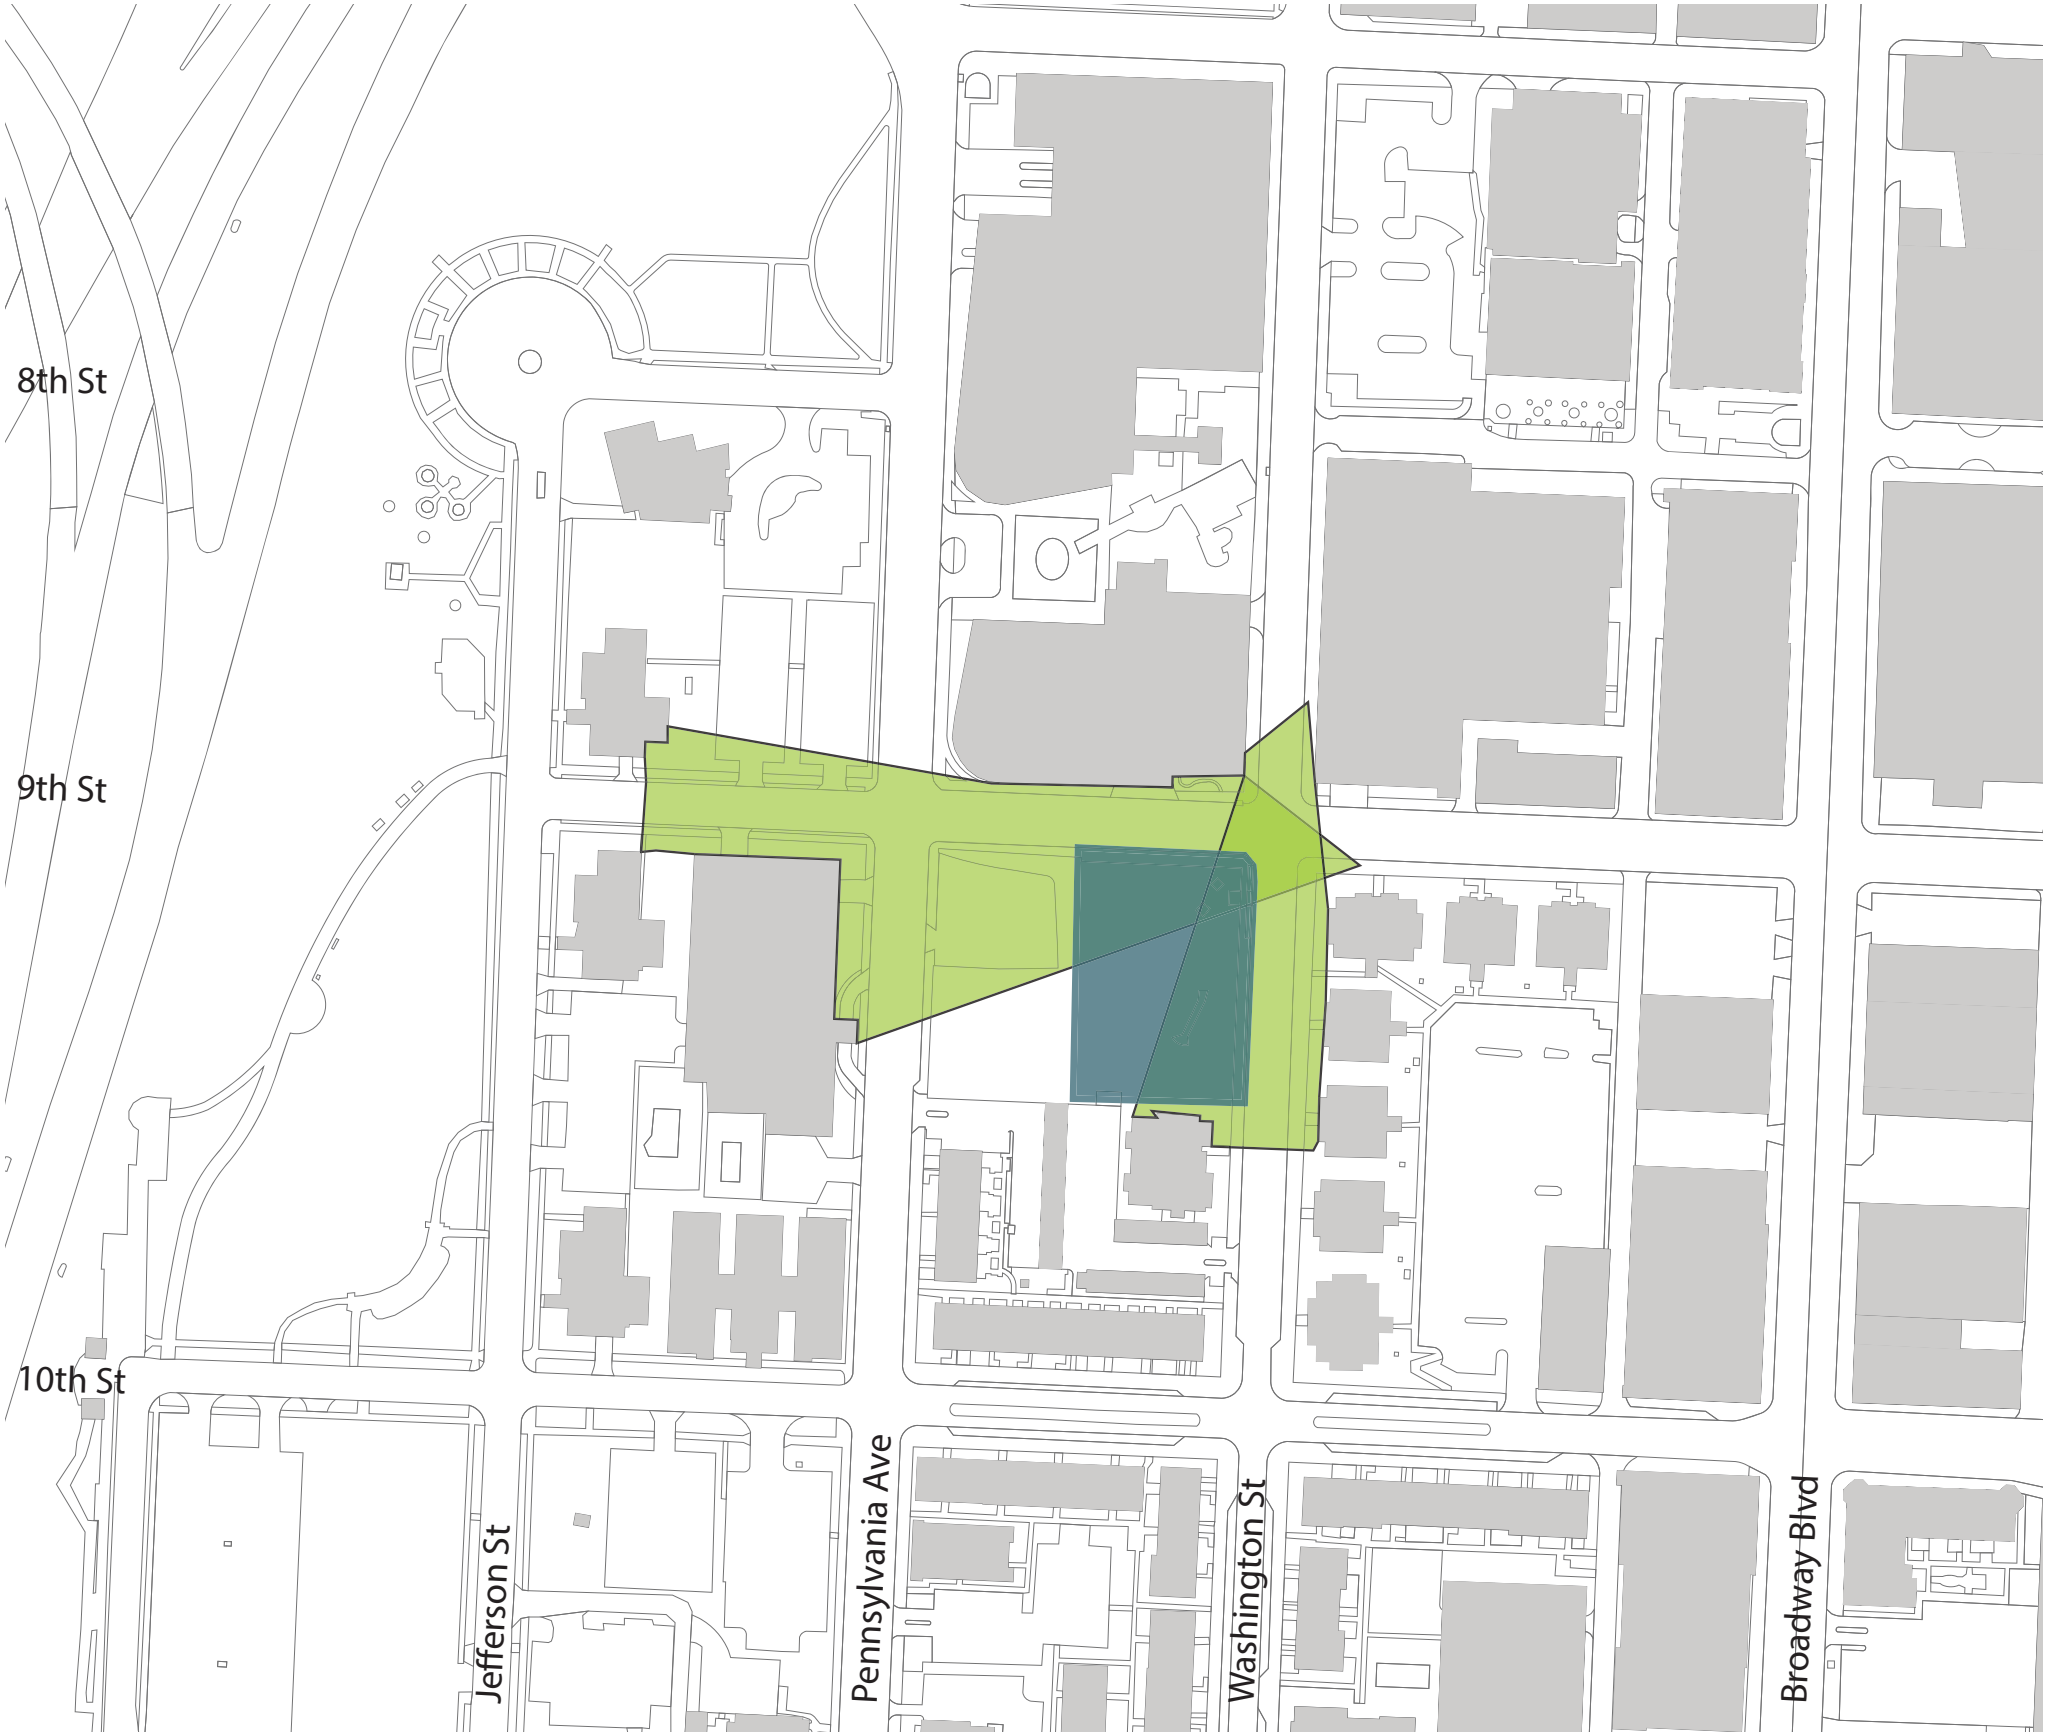 8th St
9th St
10th St
Jefferson St
Pennsylvania Ave
Washington St
Broadway Blvd